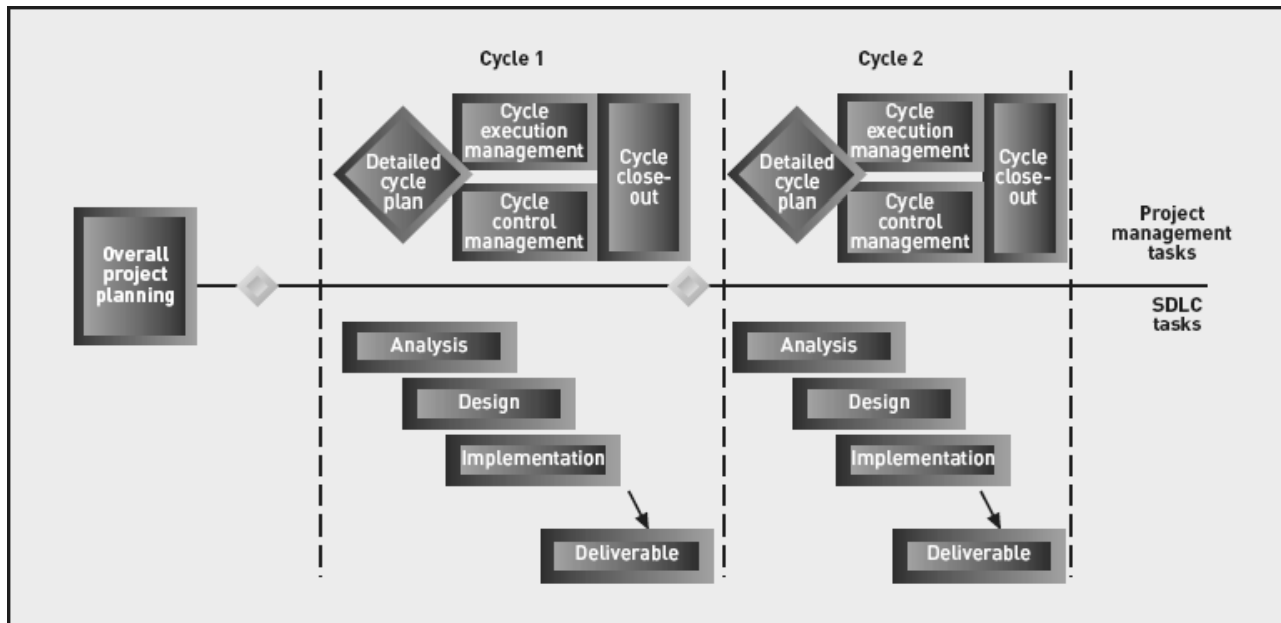 Cycle 1
Cycle 2
Detailed
cycle
plan
Cycle
execution
management
Cycle
control
management
Cycle
close-
out
Detailed
cycle
plan
Cycle
execution
management
Cycle
control
management
Cycle
close-
out
Overall
project
planning
Project
management
tasks
SDLC
tasks
Analysis
Design
Implementation
Deliverable
Analysis
Design
Implementation
Deliverable